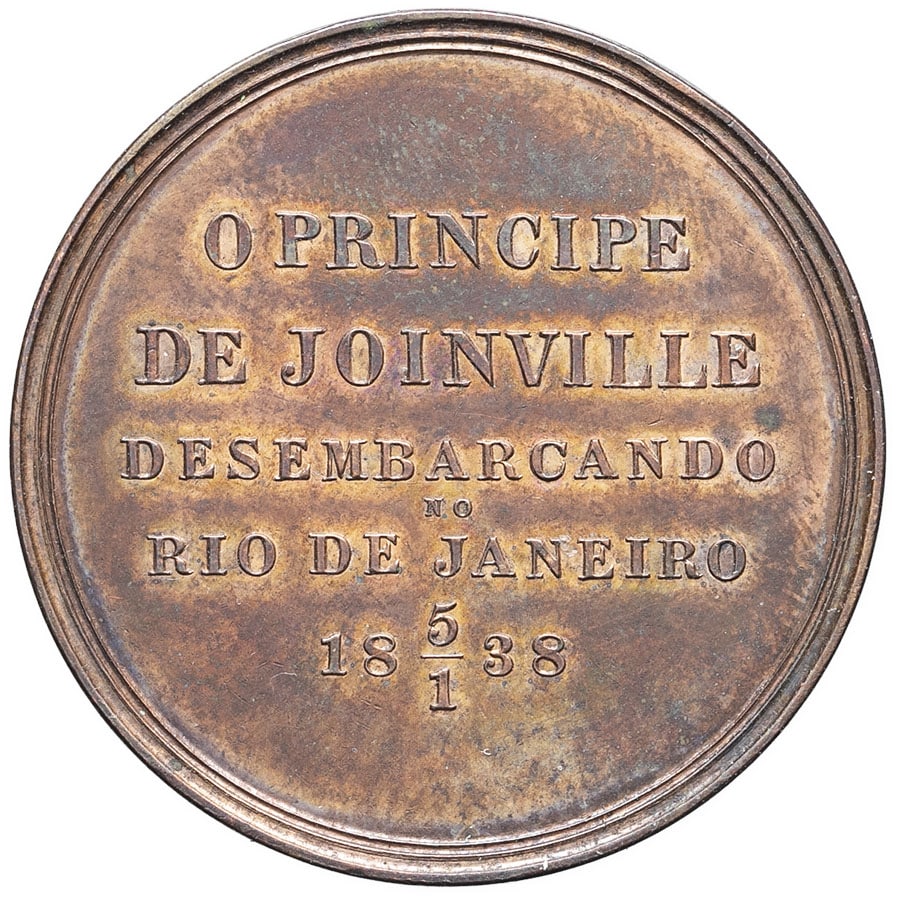 O PRINCIPE
DE JOINVILLE
DESEMBARCANDO
NO
RIO DE JANEIRO
18 5/1 38